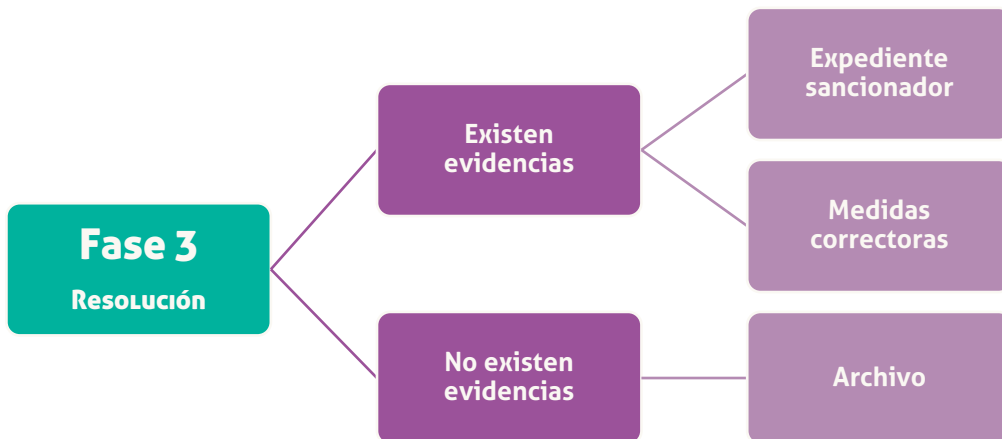 Fase 3
Resolución
Existen
evidencias
Expediente
sancionador
Medidas
correctoras
No existen
evidencias
Archivo